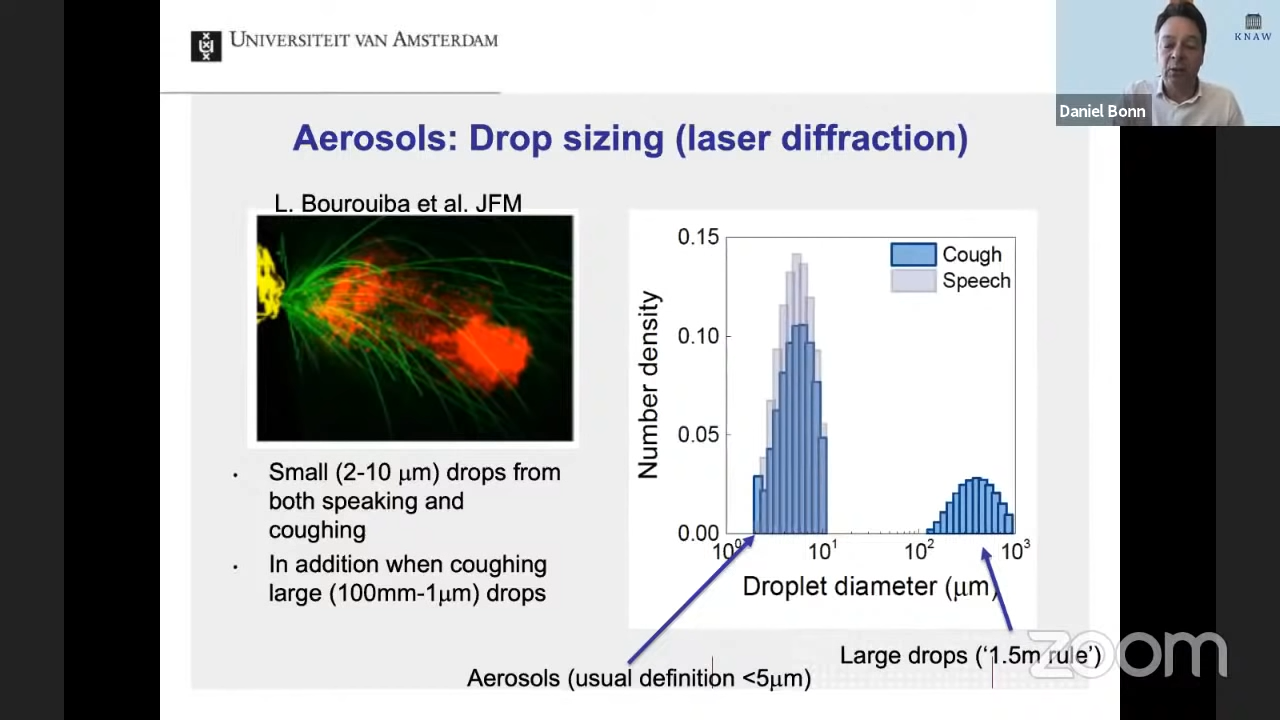 UNIVERSITEIT VAN AMSTERDAM
KNAW
Daniel Bonn
Aerosols: Drop sizing (laser diffraction)
L. Bourouiba et al. JFM
• Small (2-10 μm) drops from
both speaking and
coughing
• In addition when coughing
large (100mm-1μm) drops
0.15
0.10
0.05
0.00
Number density
Cough
Speech
10⁰ 10¹ 10² 10³
Droplet diameter (μm)
Large drops (‘1.5m rule’)
Aerosols (usual definition <5μm)
zoom